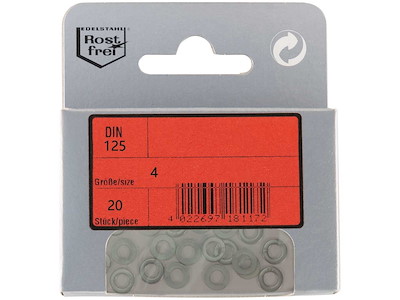 EDELSTAHL
Rost
frei
DIN
125
Größe/size
4
20
Stück/piece
4 022697 181172